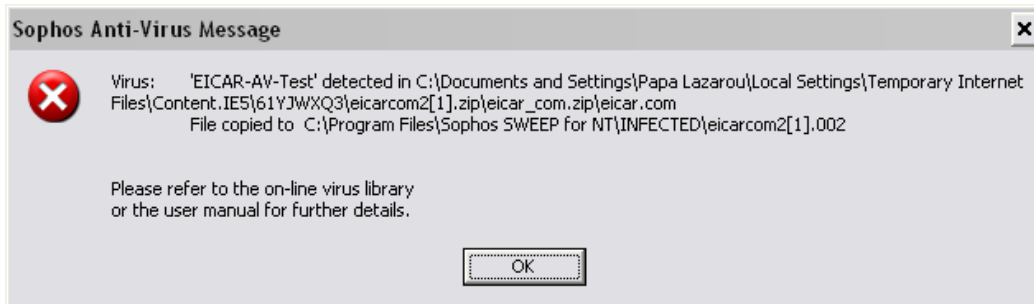 Sophos Anti-Virus Message
Virus: 'EICAR-AV-Test' detected in C:\Documents and Settings\Papa Lazarou\Local Settings\Temporary Internet
Files\Content.IE5\61YJWXQ3\eicarcom2[1].zip\eicar_com.zip\eicar.com
File copied to C:\Program Files\Sophos SWEEP for NT\INFECTED\eicarcom2[1].002
Please refer to the on-line virus library
or the user manual for further details.
OK